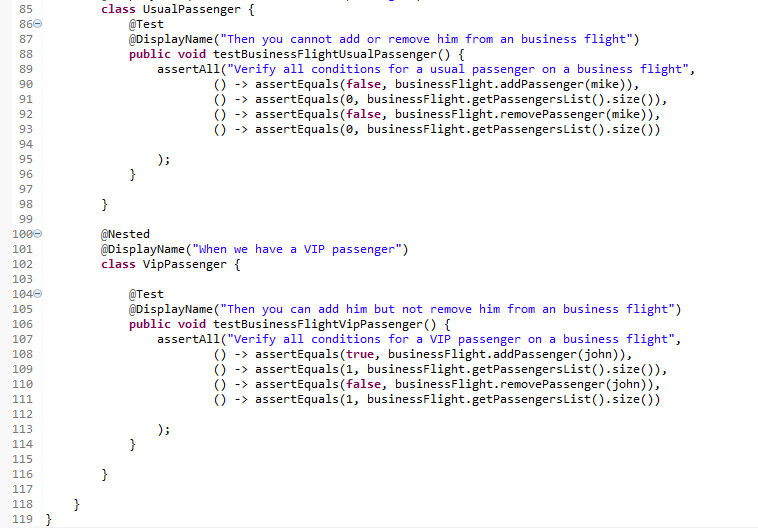 85 class UsualPassenger {
86 @Test
87 @DisplayName("Then you cannot add or remove him from an business flight")
88 public void testBusinessFlightUsualPassenger() {
89 assertAll("Verify all conditions for a usual passenger on a business flight",
90 () -> assertEquals(false, businessFlight.addPassenger(mike)),
91 () -> assertEquals(0, businessFlight.getPassengersList().size()),
92 () -> assertEquals(false, businessFlight.removePassenger(mike)),
93 () -> assertEquals(0, businessFlight.getPassengersList().size())
94
95 );
96 }
97
98 }
99
100 @Nested
101 @DisplayName("When we have a VIP passenger")
102 class VipPassenger {
103
104 @Test
105 @DisplayName("Then you can add him but not remove him from an business flight")
106 public void testBusinessFlightVipPassenger() {
107 assertAll("Verify all conditions for a VIP passenger on a business flight",
108 () -> assertEquals(true, businessFlight.addPassenger(john)),
109 () -> assertEquals(1, businessFlight.getPassengersList().size()),
110 () -> assertEquals(false, businessFlight.removePassenger(john)),
111 () -> assertEquals(1, businessFlight.getPassengersList().size())
112
113 );
114 }
115
116 }
117
118 }
119 }